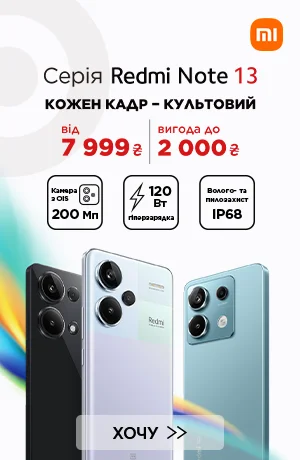 mi
Серія Redmi Note 13
КОЖЕН КАДР – КУЛЬТОВИЙ
від
7 999 ₴
вигода до
2 000 ₴
Камера
з OIS
200 Мп
120
Вт
гіперзарядка
Волого- та
пилозахист
IP68
Redmi
ХОЧУ >>